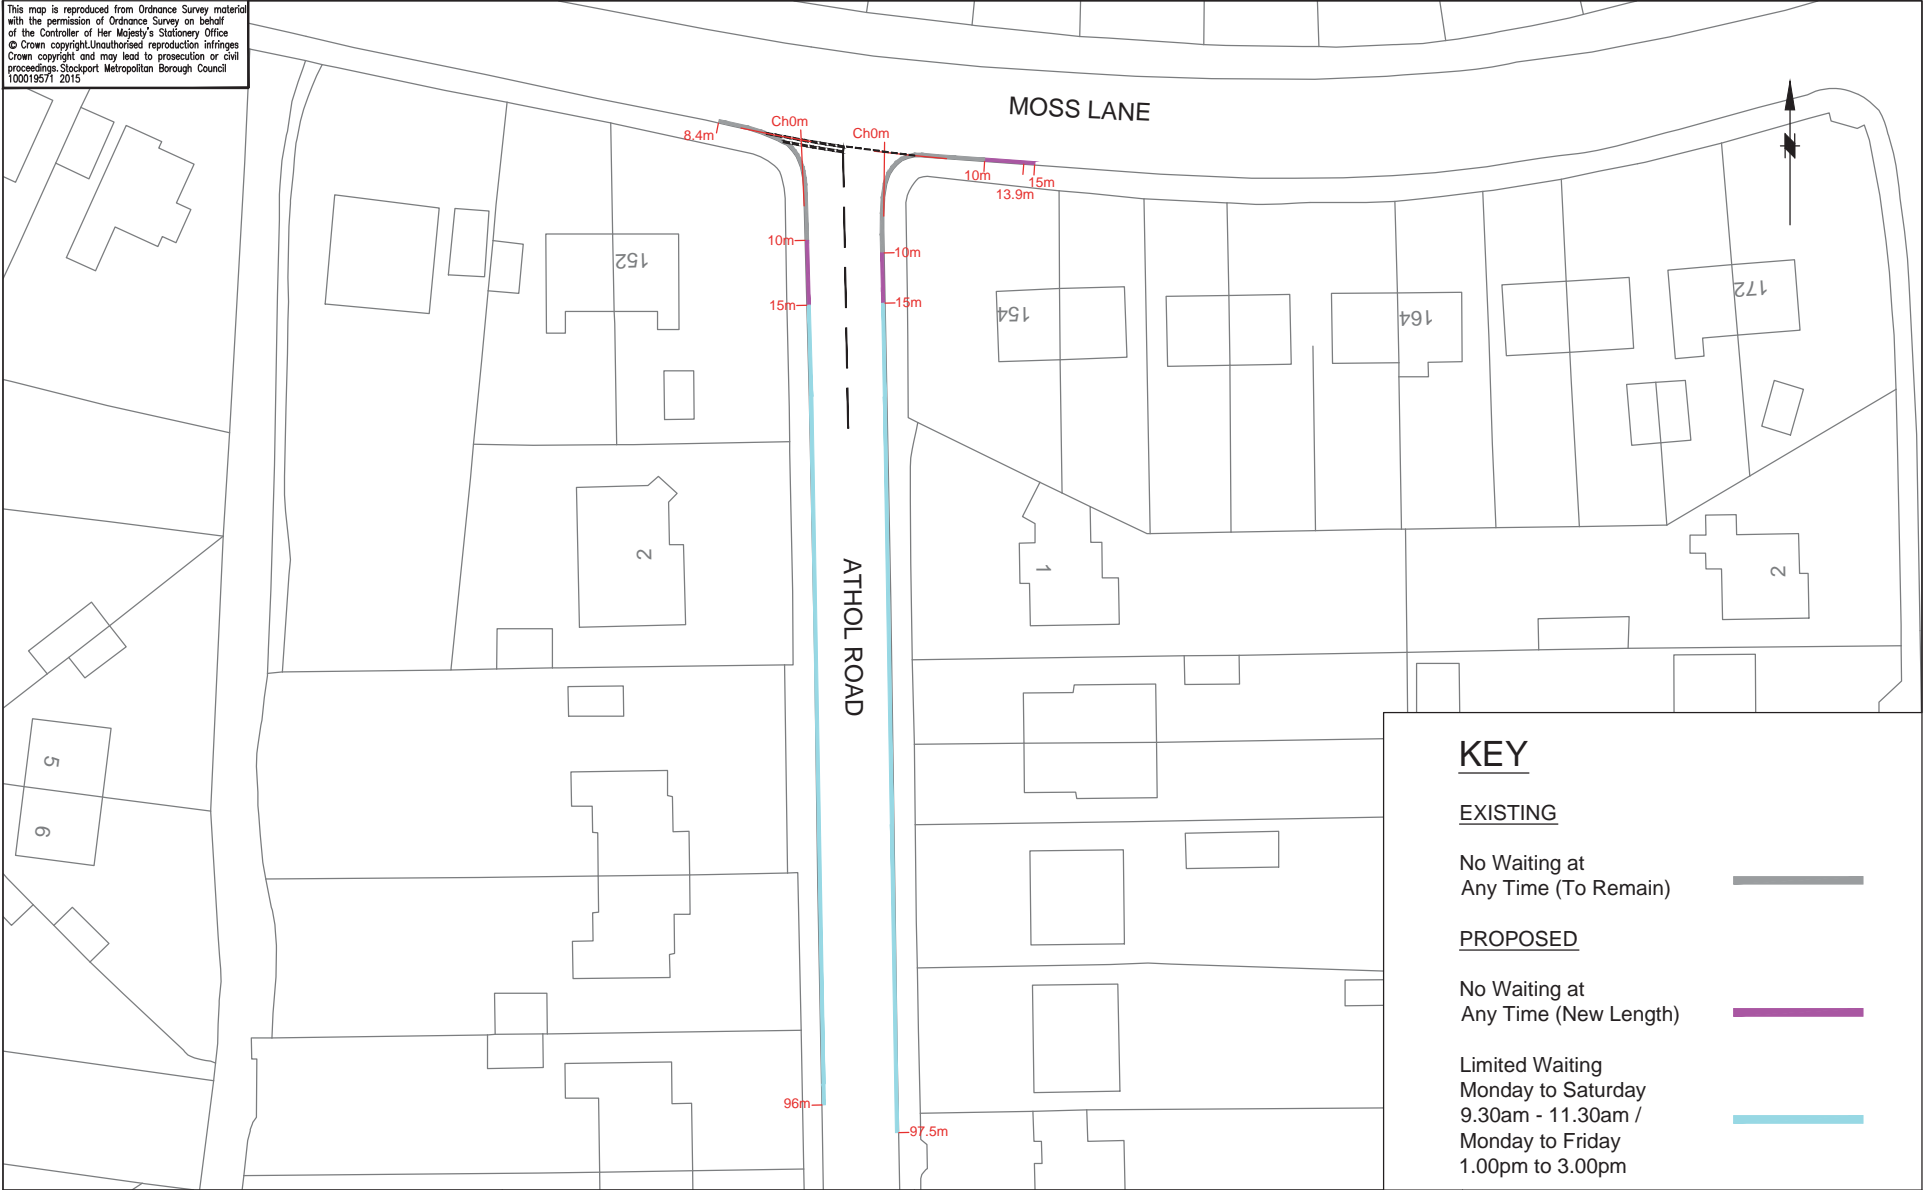 This map is reproduced from Ordnance Survey material
with the permission of Ordnance Survey on behalf
of the Controller of Her Majesty's Stationery Office
© Crown copyright.Unauthorised reproduction infringes
Crown copyright and may lead to prosecution or civil
proceedings. Stockport Metropolitan Borough Council
100019571 2015
MOSS LANE
8.4m
Ch0m
Ch0m
10m
15m
13.9m
10m
10m
15m
15m
152
154
164
172
2
1
2
ATHOL ROAD
5
6
96m
97.5m
KEY
EXISTING
No Waiting at
Any Time (To Remain)
PROPOSED
No Waiting at
Any Time (New Length)
Limited Waiting
Monday to Saturday
9.30am - 11.30am /
Monday to Friday
1.00pm to 3.00pm